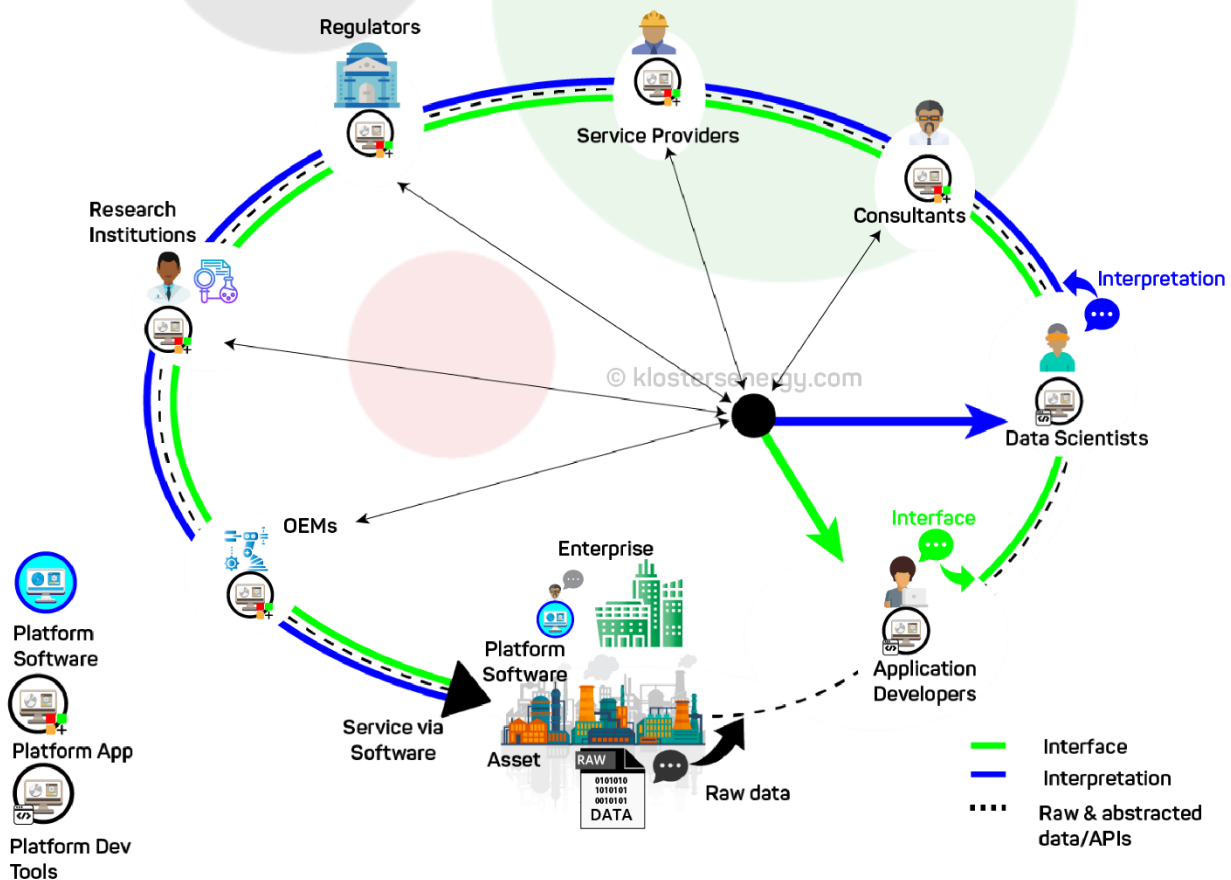 Regulators
Service Providers
Consultants
Research
Institutions
Interpretation
© klostersenergy.com
Data Scientists
OEMs
Interface
Enterprise
Platform
Software
Platform
Software
Application
Developers
Platform App
Service via
Software
Asset
RAW
0101010
1010101
0010101
DATA
Raw data
Platform Dev
Tools
Interface
Interpretation
Raw & abstracted
data/APIs